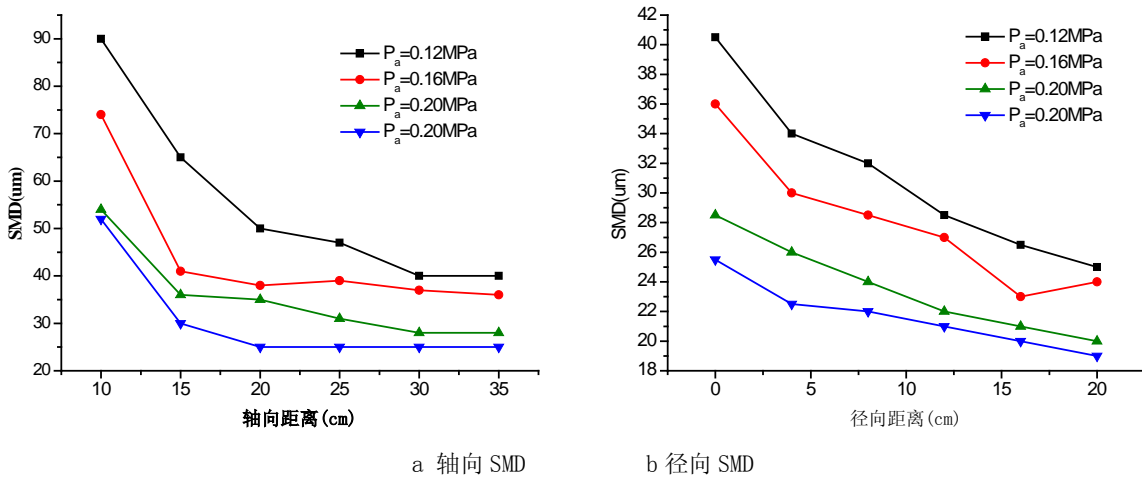 90
80
70
60
50
40
30
20
SMD(um)
10 15 20 25 30 35
轴向距离(cm)
Pa=0.12MPa
Pa=0.16MPa
Pa=0.20MPa
Pa=0.20MPa
42
40
38
36
34
32
30
28
26
24
22
20
18
SMD(um)
0 5 10 15 20
径向距离(cm)
Pa=0.12MPa
Pa=0.16MPa
Pa=0.20MPa
Pa=0.20MPa
a 轴向 SMD b 径向 SMD